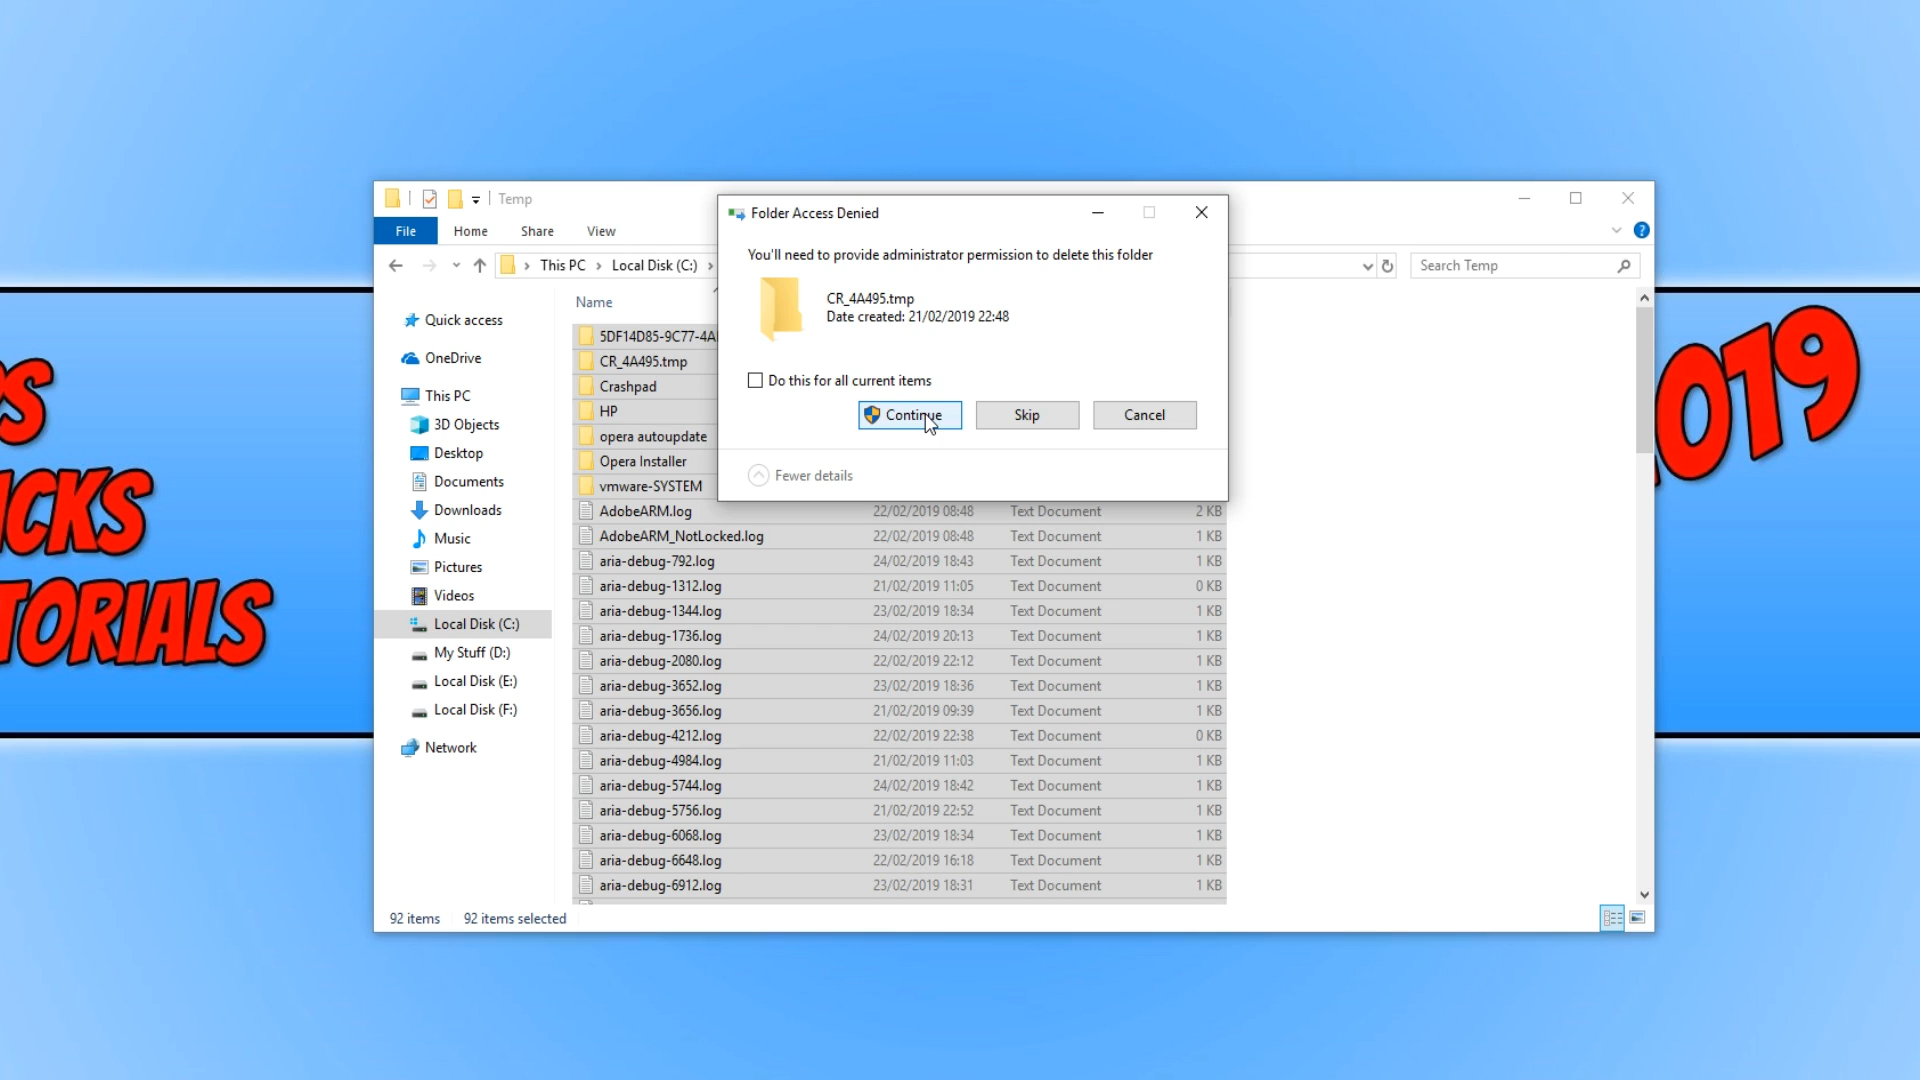 Temp
File Home Share View
This PC Local Disk (C:)
Search Temp
Folder Access Denied
You'll need to provide administrator permission to delete this folder
CR_4A495.tmp
Date created: 21/02/2019 22:48
Do this for all current items
Continue Skip Cancel
Fewer details
Quick access
OneDrive
This PC
3D Objects
Desktop
Documents
Downloads
Music
Pictures
Videos
Local Disk (C:)
My Stuff (D:)
Local Disk (E:)
Local Disk (F:)
Network
Name
5DF14D85-9C77-4A
CR_4A495.tmp
Crashpad
HP
opera autoupdate
Opera Installer
vmware-SYSTEM
AdobeARM.log 22/02/2019 08:48 Text Document 2 KB
AdobeARM_NotLocked.log 22/02/2019 08:48 Text Document 1 KB
aria-debug-792.log 24/02/2019 18:43 Text Document 1 KB
aria-debug-1312.log 21/02/2019 11:05 Text Document 0 KB
aria-debug-1344.log 23/02/2019 18:34 Text Document 1 KB
aria-debug-1736.log 24/02/2019 20:13 Text Document 1 KB
aria-debug-2080.log 22/02/2019 22:12 Text Document 1 KB
aria-debug-3652.log 23/02/2019 18:36 Text Document 1 KB
aria-debug-3656.log 21/02/2019 09:39 Text Document 1 KB
aria-debug-4212.log 22/02/2019 22:38 Text Document 0 KB
aria-debug-4984.log 21/02/2019 11:03 Text Document 1 KB
aria-debug-5744.log 24/02/2019 18:42 Text Document 1 KB
aria-debug-5756.log 21/02/2019 22:52 Text Document 1 KB
aria-debug-6068.log 23/02/2019 18:34 Text Document 1 KB
aria-debug-6648.log 22/02/2019 16:18 Text Document 1 KB
aria-debug-6912.log 23/02/2019 18:31 Text Document 1 KB
92 items 92 items selected
PS
ICKS
TORIALS
019